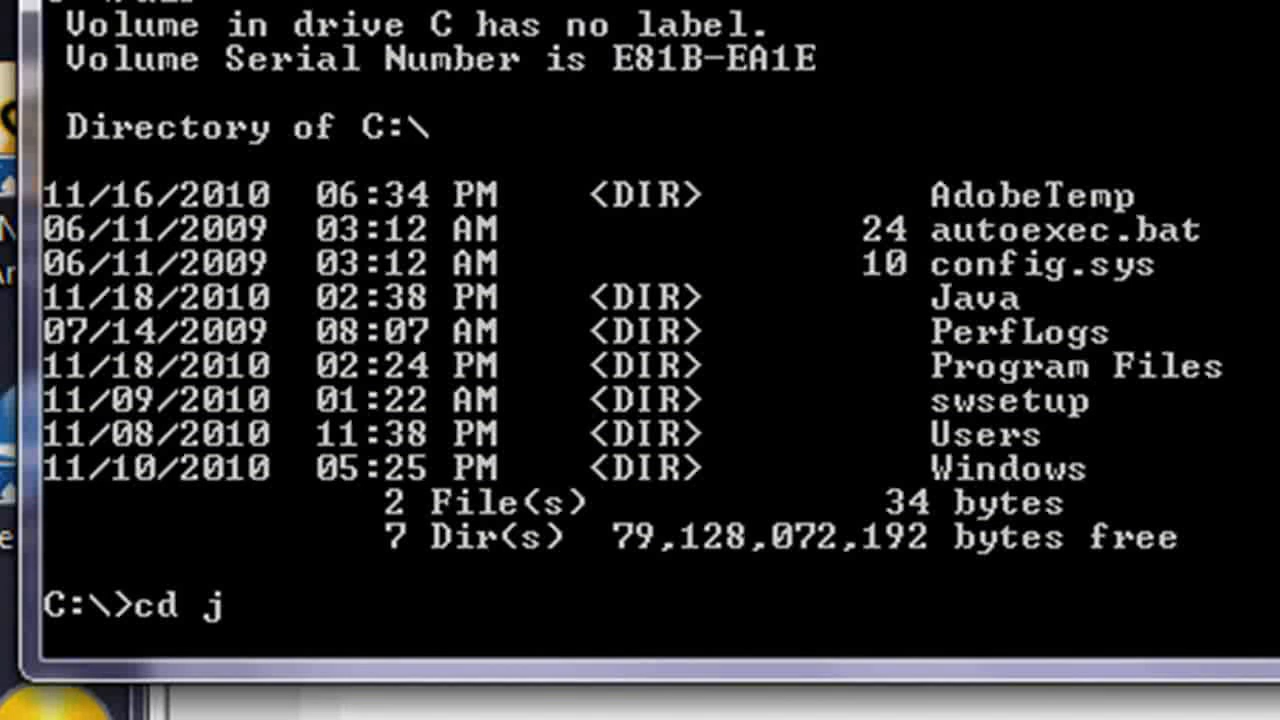 Volume in drive C has no label.
Volume Serial Number is E81B-EA1E
Directory of C:\
11/16/2010 06:34 PM <DIR> AdobeTemp
06/11/2009 03:12 AM 24 autoexec.bat
06/11/2009 03:12 AM 10 config.sys
11/18/2010 02:38 PM <DIR> Java
07/14/2009 08:07 AM <DIR> PerfLogs
11/18/2010 02:24 PM <DIR> Program Files
11/09/2010 01:22 AM <DIR> swsetup
11/08/2010 11:38 PM <DIR> Users
11/10/2010 05:25 PM <DIR> Windows
2 File(s) 34 bytes
7 Dir(s) 79,128,072,192 bytes free
C:\>cd j